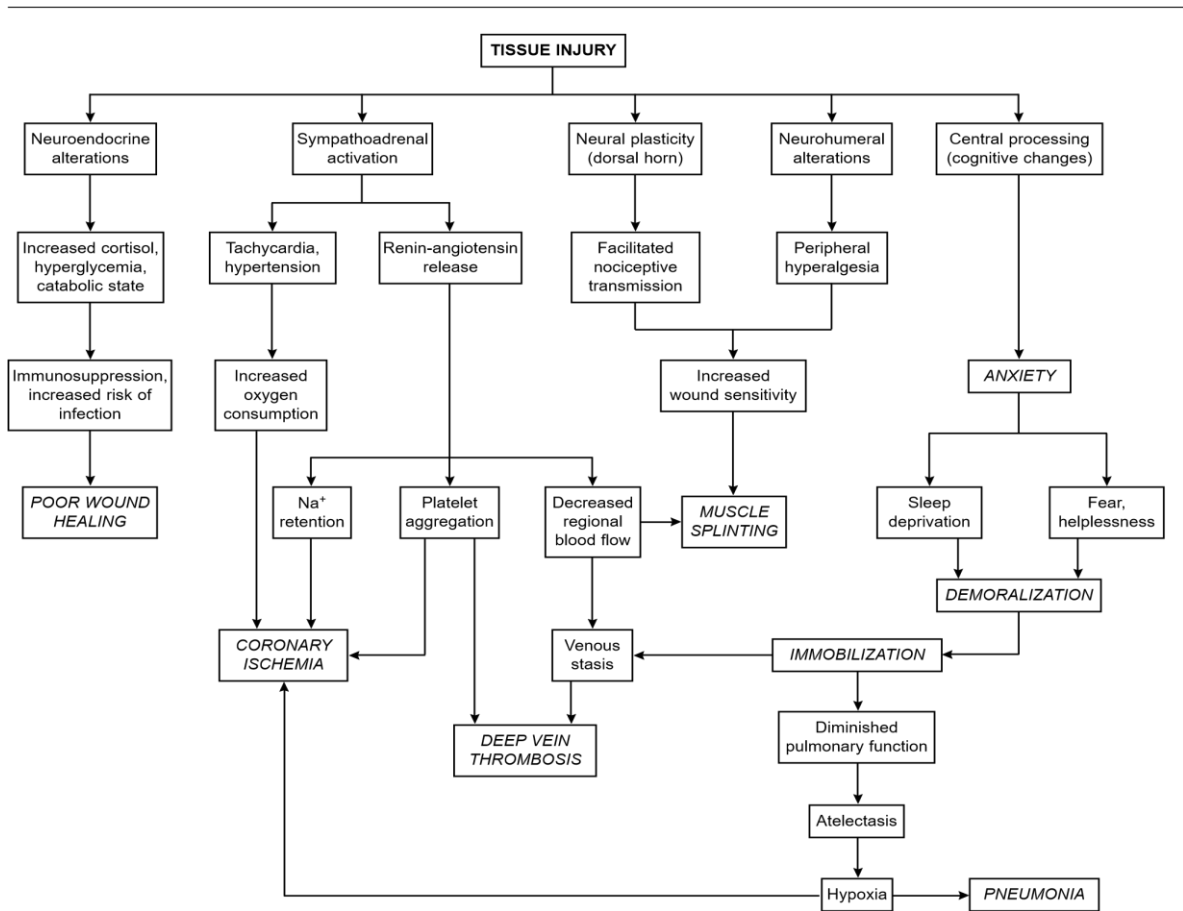 TISSUE INJURY
Neuroendocrine
alterations
Sympathoadrenal
activation
Neural plasticity
(dorsal horn)
Neurohumeral
alterations
Central processing
(cognitive changes)
Increased cortisol,
hyperglycemia,
catabolic state
Tachycardia,
hypertension
Renin-angiotensin
release
Facilitated
nociceptive
transmission
Peripheral
hyperalgesia
Immunosuppression,
increased risk of
infection
Increased
oxygen
consumption
Increased
wound sensitivity
ANXIETY
POOR WOUND
HEALING
Na⁺
retention
Platelet
aggregation
Decreased
regional
blood flow
MUSCLE
SPLINTING
Sleep
deprivation
Fear,
helplessness
DEMORALIZATION
CORONARY
ISCHEMIA
Venous
stasis
IMMOBILIZATION
DEEP VEIN
THROMBOSIS
Diminished
pulmonary function
Atelectasis
Hypoxia
PNEUMONIA